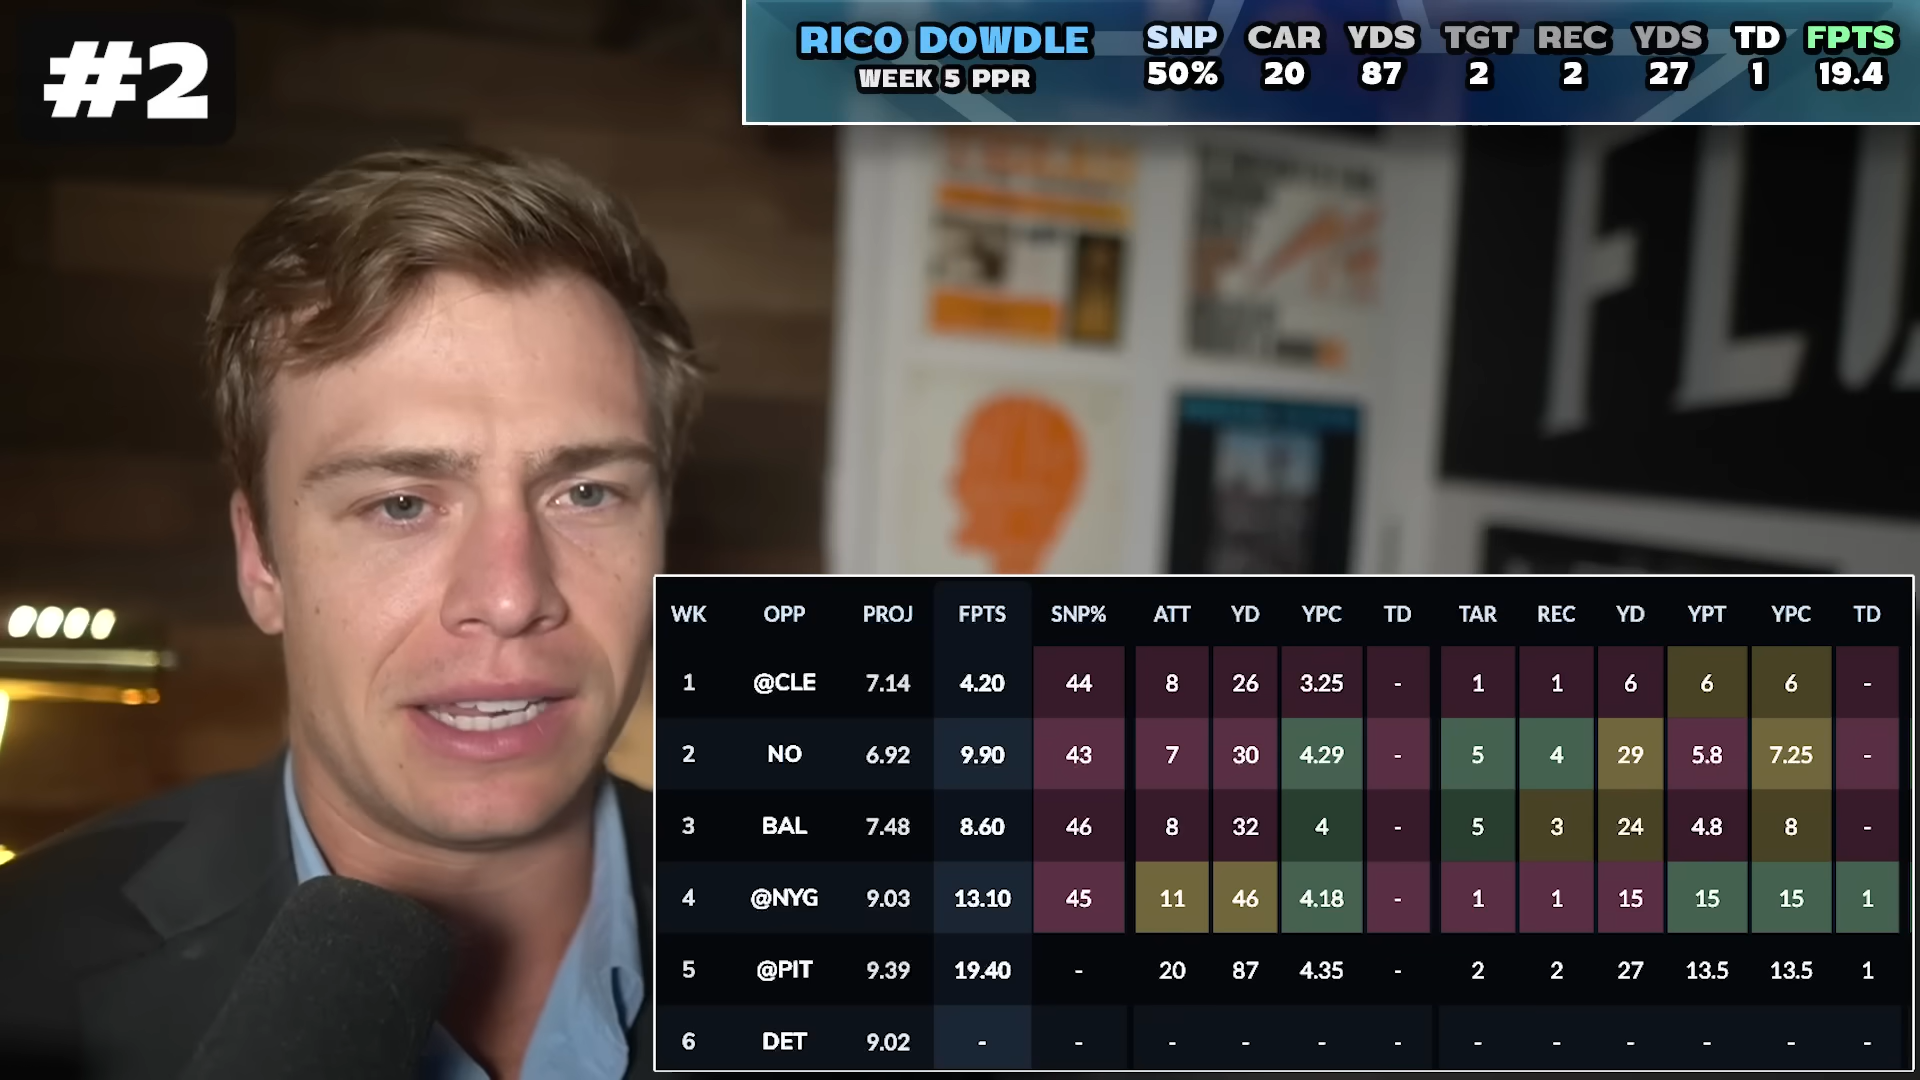 #2
RICO DOWDLE SNP CAR YDS TGT REC YDS TD FPTS
WEEK 5 PPR 50% 20 87 2 2 27 1 19.4
WK OPP PROJ FPTS SNP% ATT YD YPC TD TAR REC YD YPT YPC TD
1 @CLE 7.14 4.20 44 8 26 3.25 - 1 1 6 6 6 -
2 NO 6.92 9.90 43 7 30 4.29 - 5 4 29 5.8 7.25 -
3 BAL 7.48 8.60 46 8 32 4 - 5 3 24 4.8 8 -
4 @NYG 9.03 13.10 45 11 46 4.18 - 1 1 15 15 15 1
5 @PIT 9.39 19.40 - 20 87 4.35 - 2 2 27 13.5 13.5 1
6 DET 9.02 - - - - - - - - - - - -